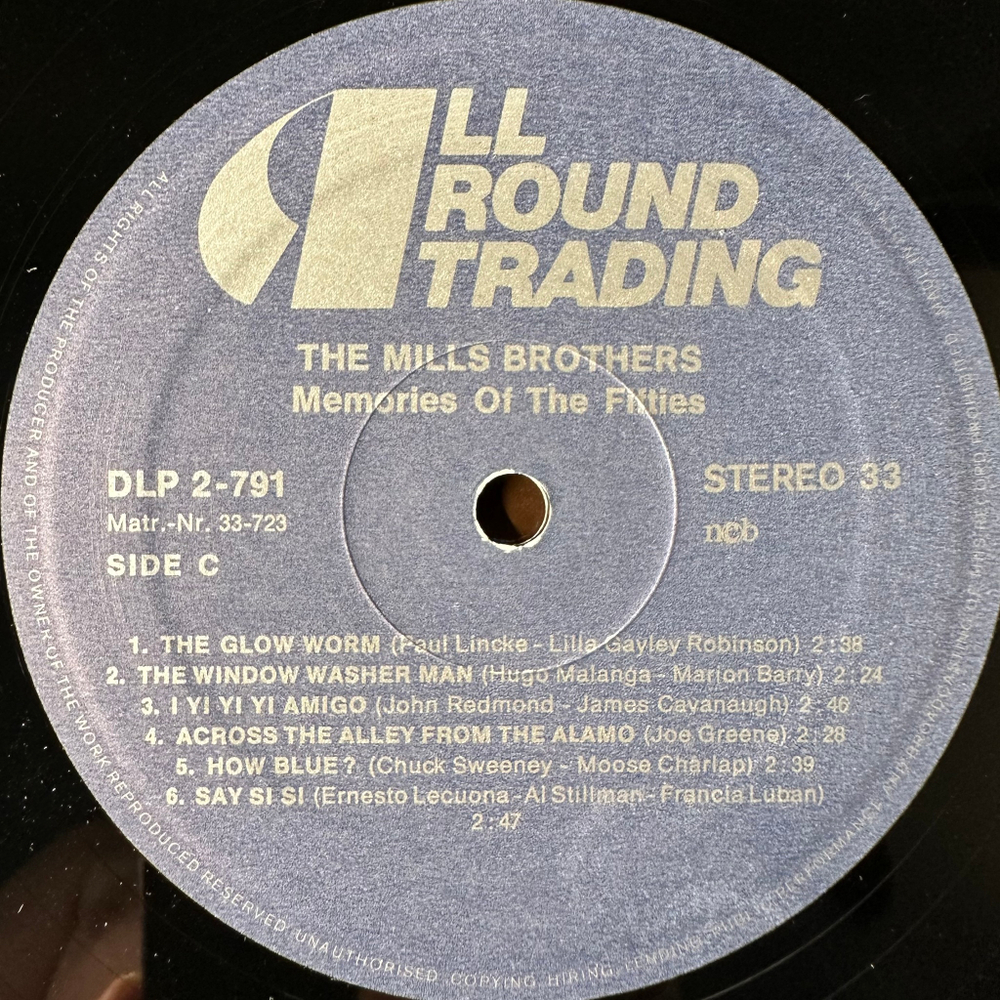 ALL
ROUND
TRADING
THE MILLS BROTHERS
Memories Of The Fifties
DLP 2-791
Matr.-Nr. 33-723
SIDE C
STEREO 33
ncb
1. THE GLOW WORM (Paul Lincke - Lilla Gayley Robinson) 2:38
2. THE WINDOW WASHER MAN (Hugo Malanga - Marion Barry) 2:24
3. I YI YI YI AMIGO (John Redmond - James Cavanaugh) 2:46
4. ACROSS THE ALLEY FROM THE ALAMO (Joe Greene) 2:28
5. HOW BLUE? (Chuck Sweeney - Moose Charlap) 2:39
6. SAY SI SI (Ernesto Lecuona - Al Stillman - Francia Luban)
2:47
ALL RIGHTS OF THE PRODUCER AND OF THE OWNER OF THE WORK REPRODUCED RESERVED UNAUTHORISED COPYING HIRING LENDING PUBLIC PERFORMANCE AND BROADCASTING